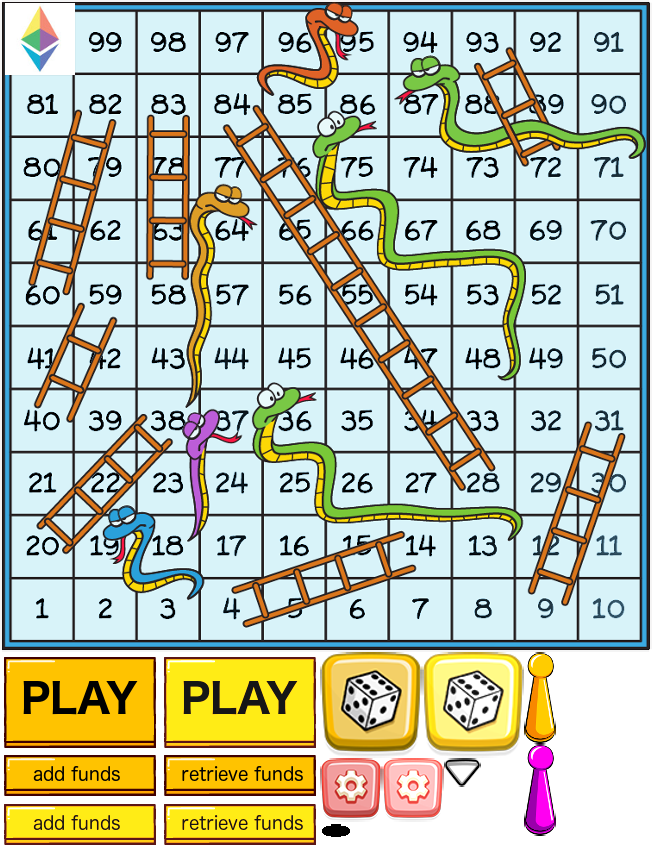 99 98 97 96 95 94 93 92 91
81 82 83 84 85 86 87 88 89 90
80 79 78 77 76 75 74 73 72 71
61 62 63 64 65 66 67 68 69 70
60 59 58 57 56 55 54 53 52 51
41 42 43 44 45 46 47 48 49 50
40 39 38 37 36 35 34 33 32 31
21 22 23 24 25 26 27 28 29 30
20 19 18 17 16 15 14 13 12 11
1 2 3 4 5 6 7 8 9 10
PLAY PLAY
add funds retrieve funds
add funds retrieve funds